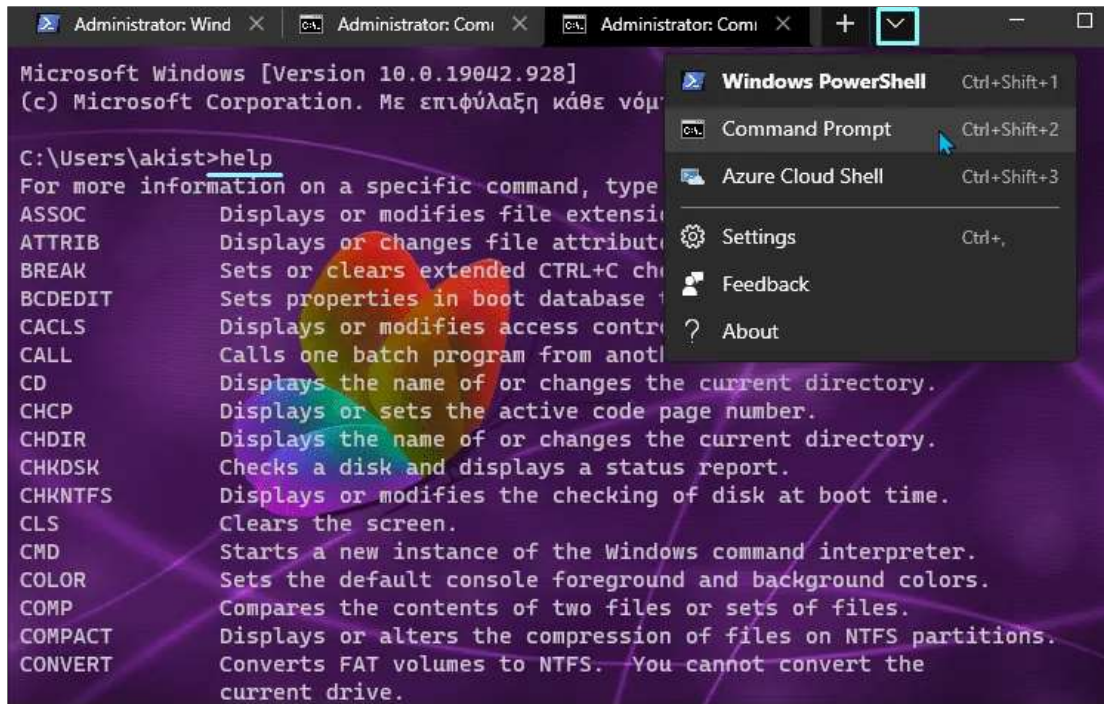 Administrator: Wind
Administrator: Com
Administrator: Com
Microsoft Windows [Version 10.0.19042.928]
(c) Microsoft Corporation. Με επιφύλαξη κάθε νόμ
C:\Users\akist>help
For more information on a specific command, type
ASSOC Displays or modifies file extensi
ATTRIB Displays or changes file attribut
BREAK Sets or clears extended CTRL+C ch
BCDEDIT Sets properties in boot database
CACLS Displays or modifies access contr
CALL Calls one batch program from anot
CD Displays the name of or changes the current directory.
CHCP Displays or sets the active code page number.
CHDIR Displays the name of or changes the current directory.
CHKDSK Checks a disk and displays a status report.
CHKNTFS Displays or modifies the checking of disk at boot time.
CLS Clears the screen.
CMD Starts a new instance of the Windows command interpreter.
COLOR Sets the default console foreground and background colors.
COMP Compares the contents of two files or sets of files.
COMPACT Displays or alters the compression of files on NTFS partitions.
CONVERT Converts FAT volumes to NTFS. You cannot convert the
current drive.
Windows PowerShell Ctrl+Shift+1
Command Prompt Ctrl+Shift+2
Azure Cloud Shell Ctrl+Shift+3
Settings Ctrl+,
Feedback
About